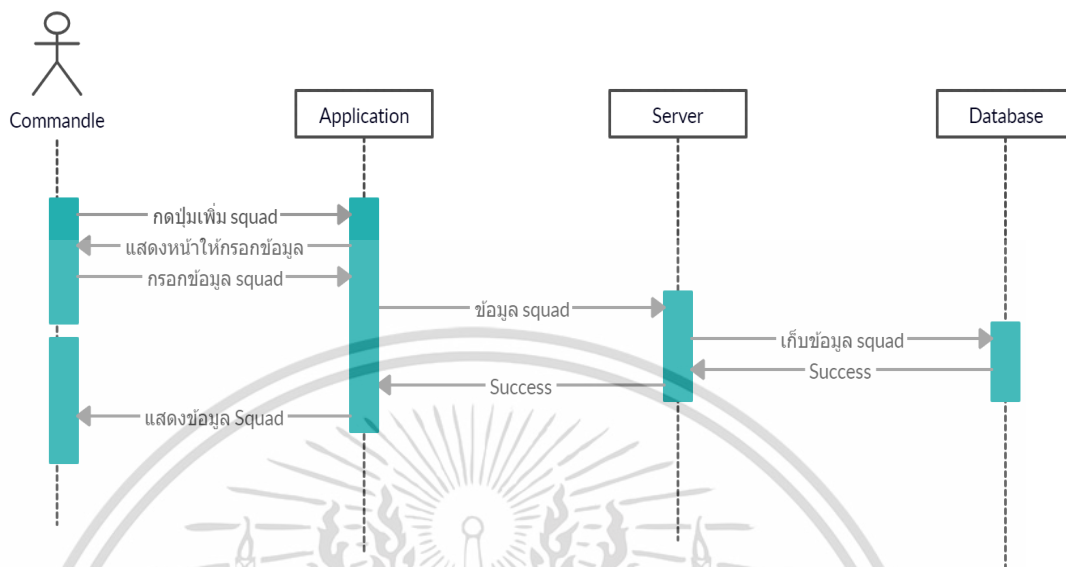 Commandle
Application
Server
Database
กดปุ่มเพิ่ม squad
แสดงหน้าให้กรอกข้อมูล
กรอกข้อมูล squad
ข้อมูล squad
เก็บข้อมูล squad
Success
Success
แสดงข้อมูล Squad